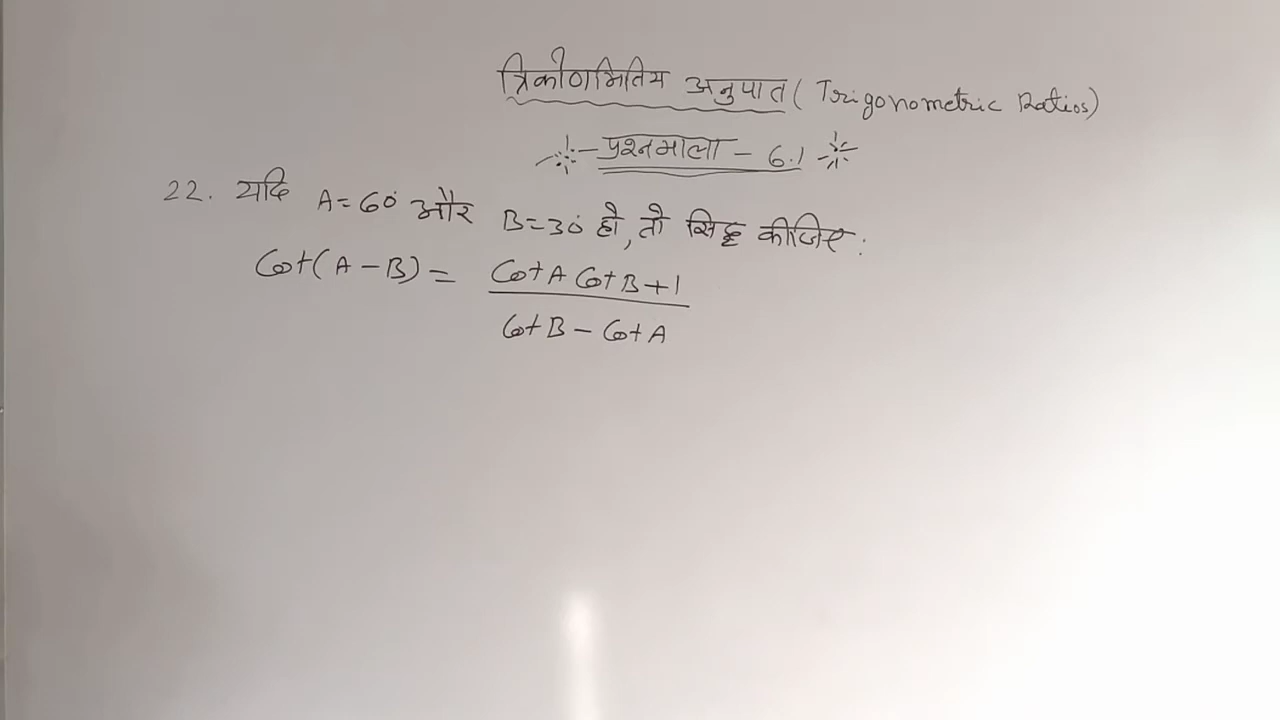 त्रिकोणमितिय अनुपात ( Trigonometric Ratios)
प्रश्नमाला - 6.1
22. यदि A=60° और B=30° हो, तो सिद्ध कीजिए:
Cot(A-B) = Cot A Cot B + 1
Cot B - Cot A